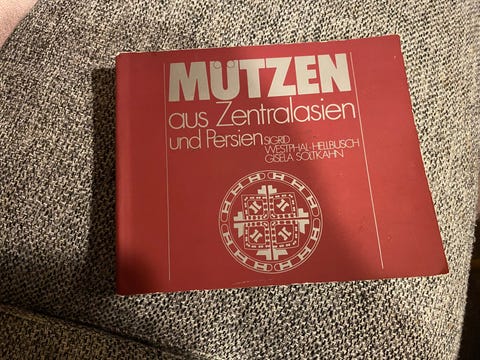 MÜTZEN
aus Zentralasien
und Persien
SIGRID
WESTPHAL-HELLBUSCH
GISELA SOLTKAHN